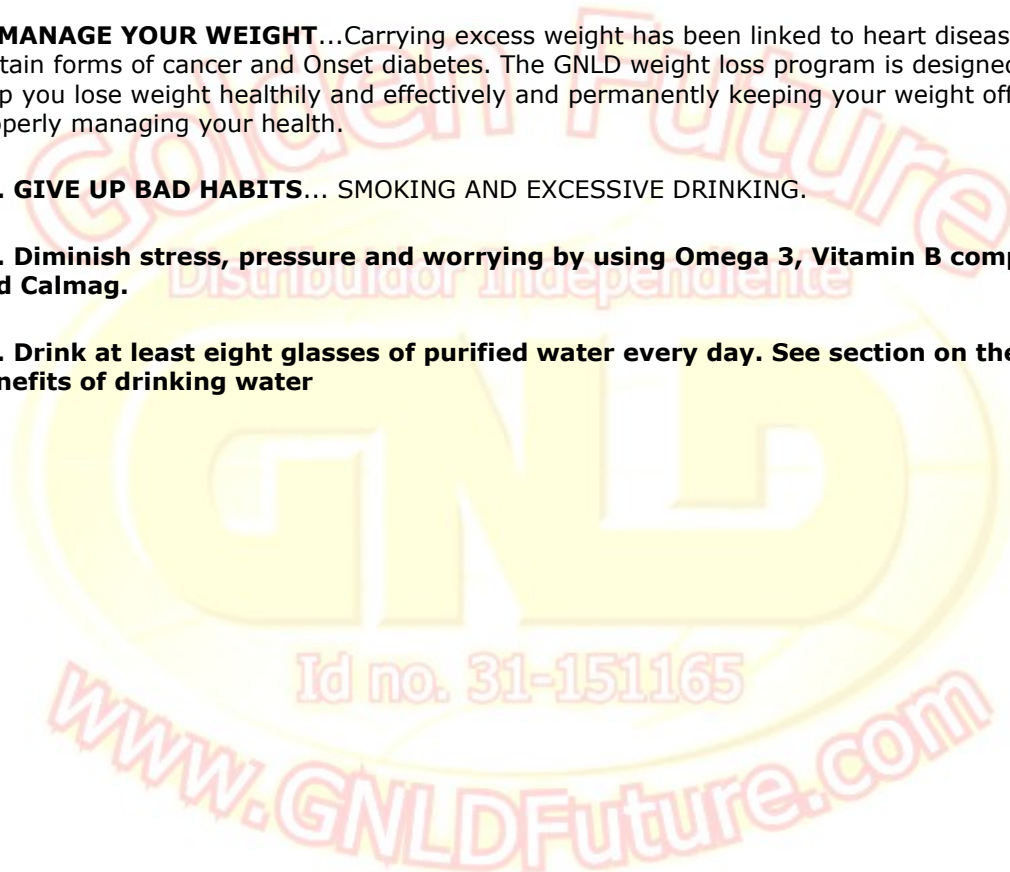 MANAGE YOUR WEIGHT...Carrying excess weight has been linked to heart diseas
tain forms of cancer and Onset diabetes. The GNLD weight loss program is designed
p you lose weight healthily and effectively and permanently keeping your weight off
perly managing your health.
. GIVE UP BAD HABITS... SMOKING AND EXCESSIVE DRINKING.
. Diminish stress, pressure and worrying by using Omega 3, Vitamin B comp
d Calmag.
. Drink at least eight glasses of purified water every day. See section on the
nefits of drinking water
Golden Future
Distribuidor Independiente
GNLD
Id no. 31-151165
www.GNLDFuture.com